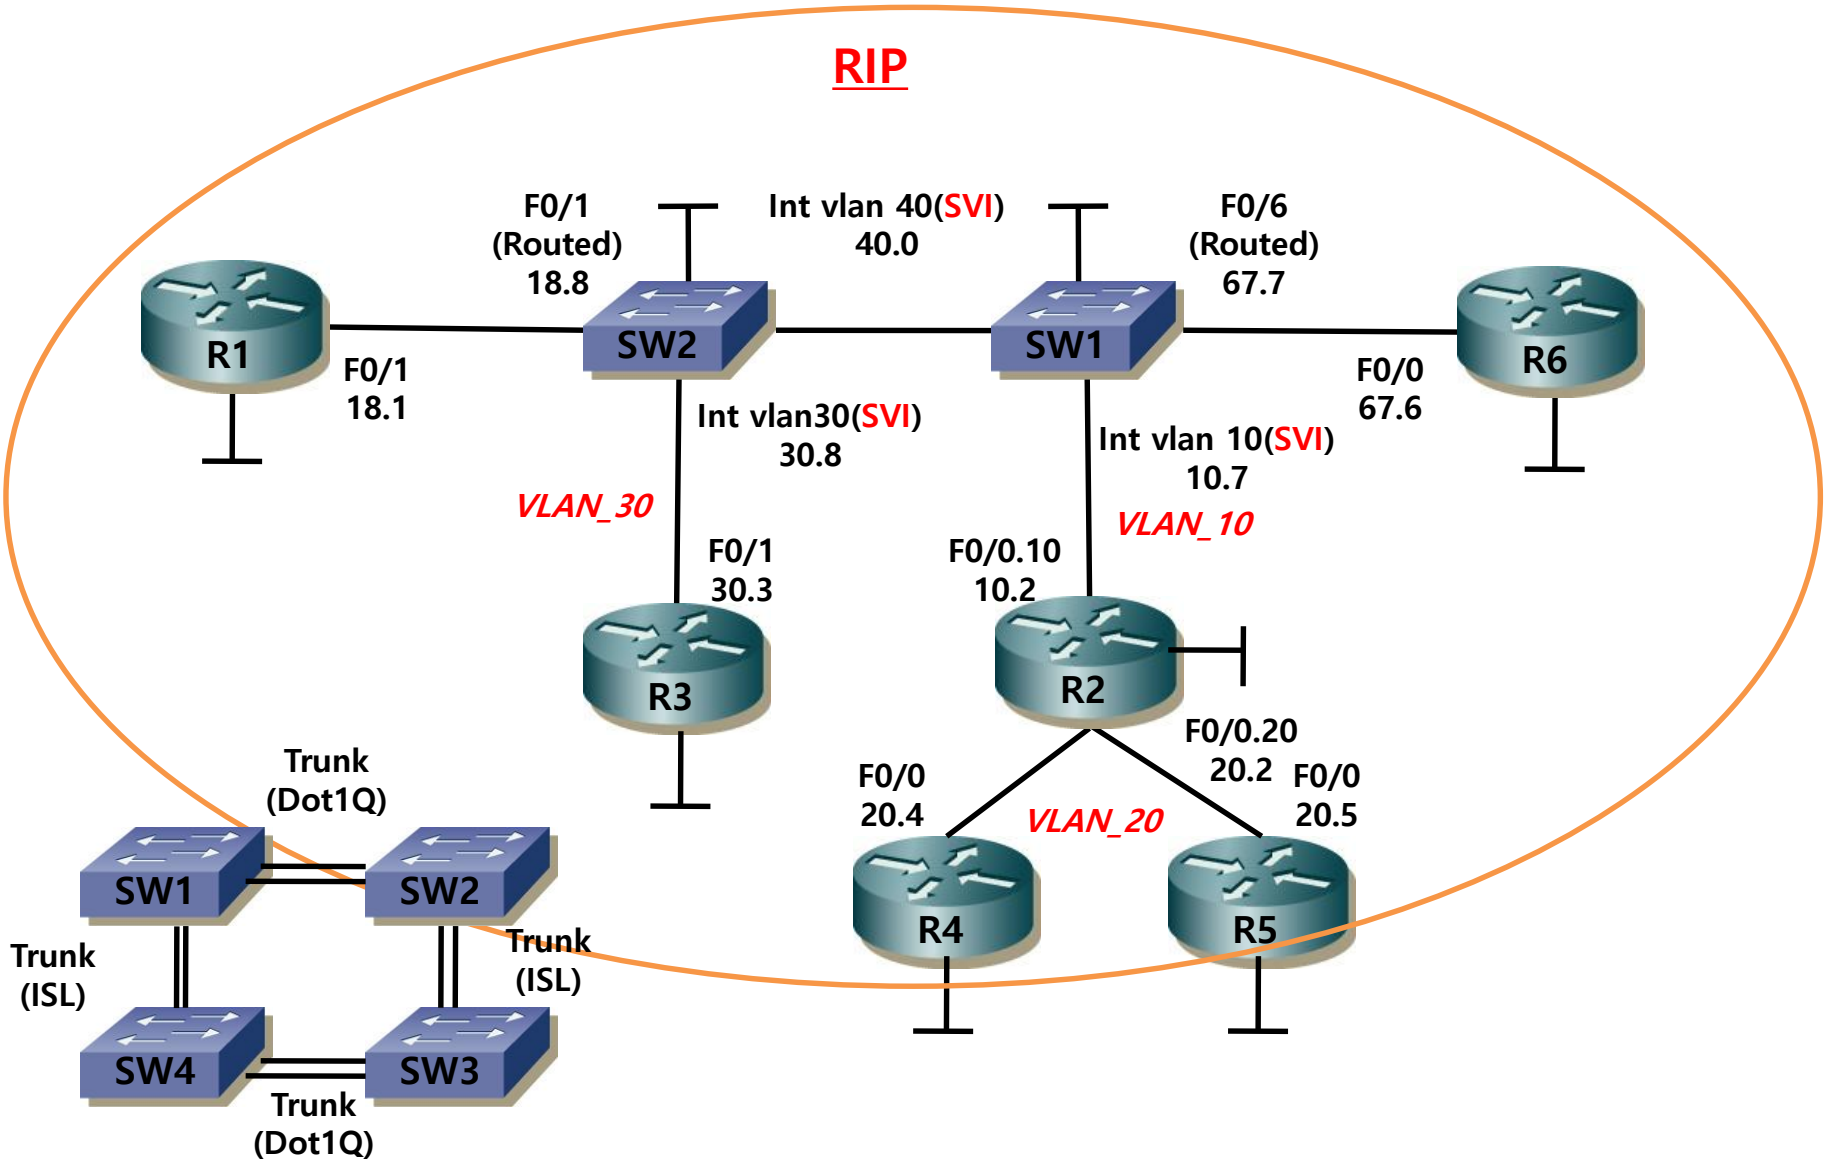 RIP
F0/1
(Routed)
18.8
Int vlan 40(SVI)
40.0
F0/6
(Routed)
67.7
R1
SW2
SW1
R6
F0/1
18.1
F0/0
67.6
Int vlan30(SVI)
30.8
Int vlan 10(SVI)
10.7
VLAN_30
VLAN_10
F0/1
30.3
F0/0.10
10.2
R3
R2
F0/0.20
20.2
F0/0
20.4
F0/0
20.5
VLAN_20
R4
R5
Trunk
(Dot1Q)
SW1
SW2
Trunk
(ISL)
Trunk
(ISL)
SW4
SW3
Trunk
(Dot1Q)